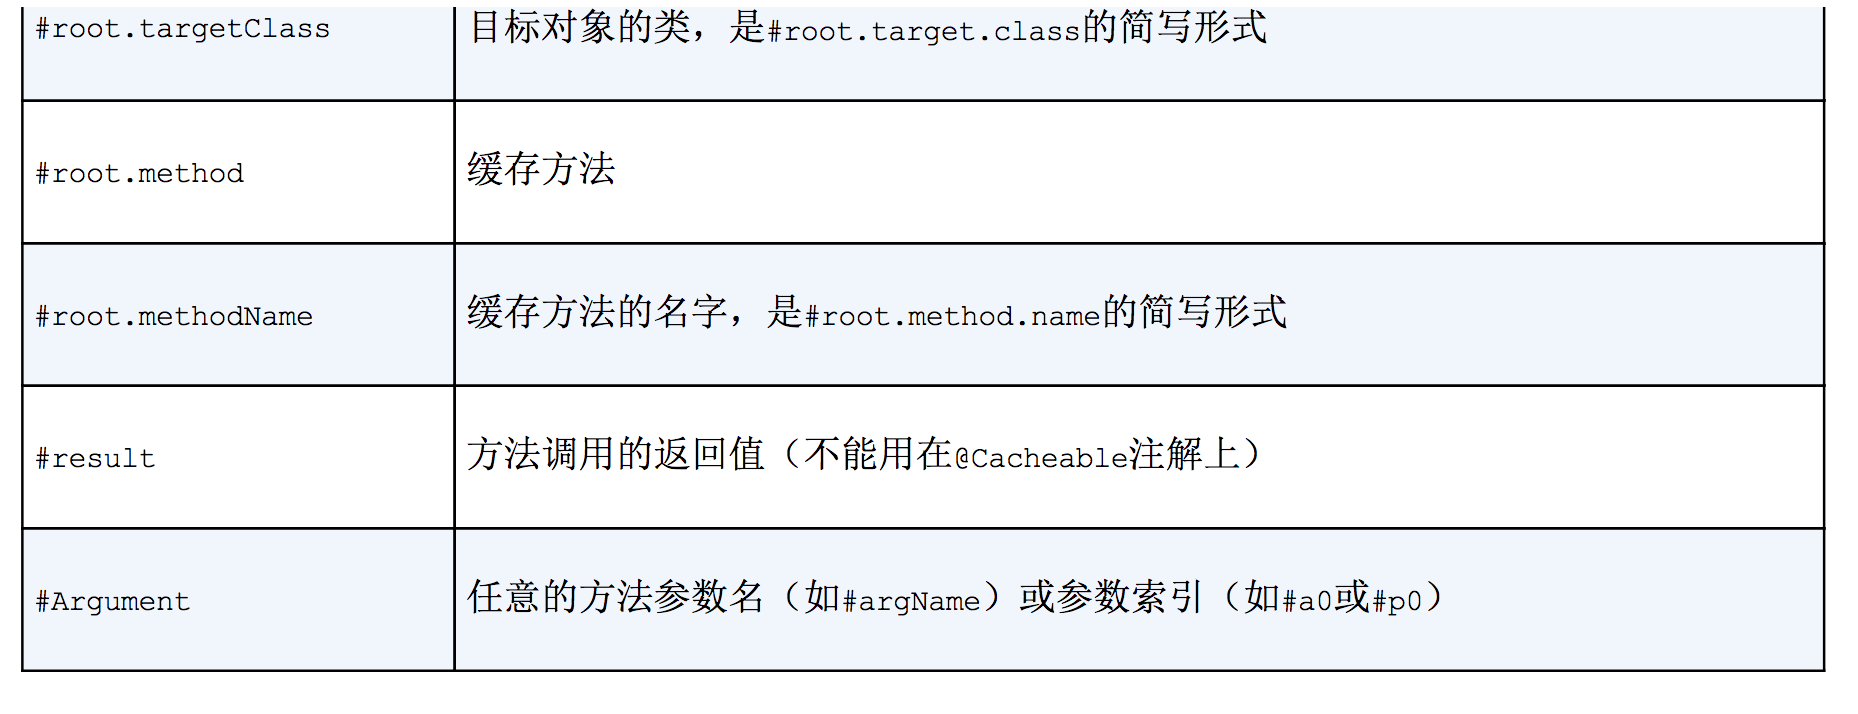 #root.targetClass 目标对象的类，是#root.target.class的简写形式
#root.method 缓存方法
#root.methodName 缓存方法的名字，是#root.method.name的简写形式
#result 方法调用的返回值（不能用在@Cacheable注解上）
#Argument 任意的方法参数名（如#argName）或参数索引（如#a0或#p0）